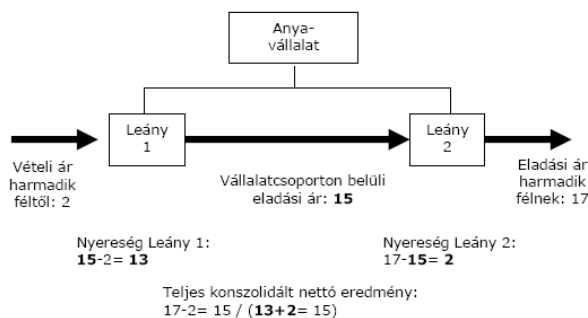 Anya-
vállalat
Leány
1
Leány
2
Vételi ár
harmadik
féltől: 2
Vállalatcsoporton belüli
eladási ár: 15
Eladási ár
harmadik
félnek: 17
Nyereség Leány 1:
15-2= 13
Nyereség Leány 2:
17-15= 2
Teljes konszolidált nettó eredmény:
17-2= 15 / (13+2= 15)